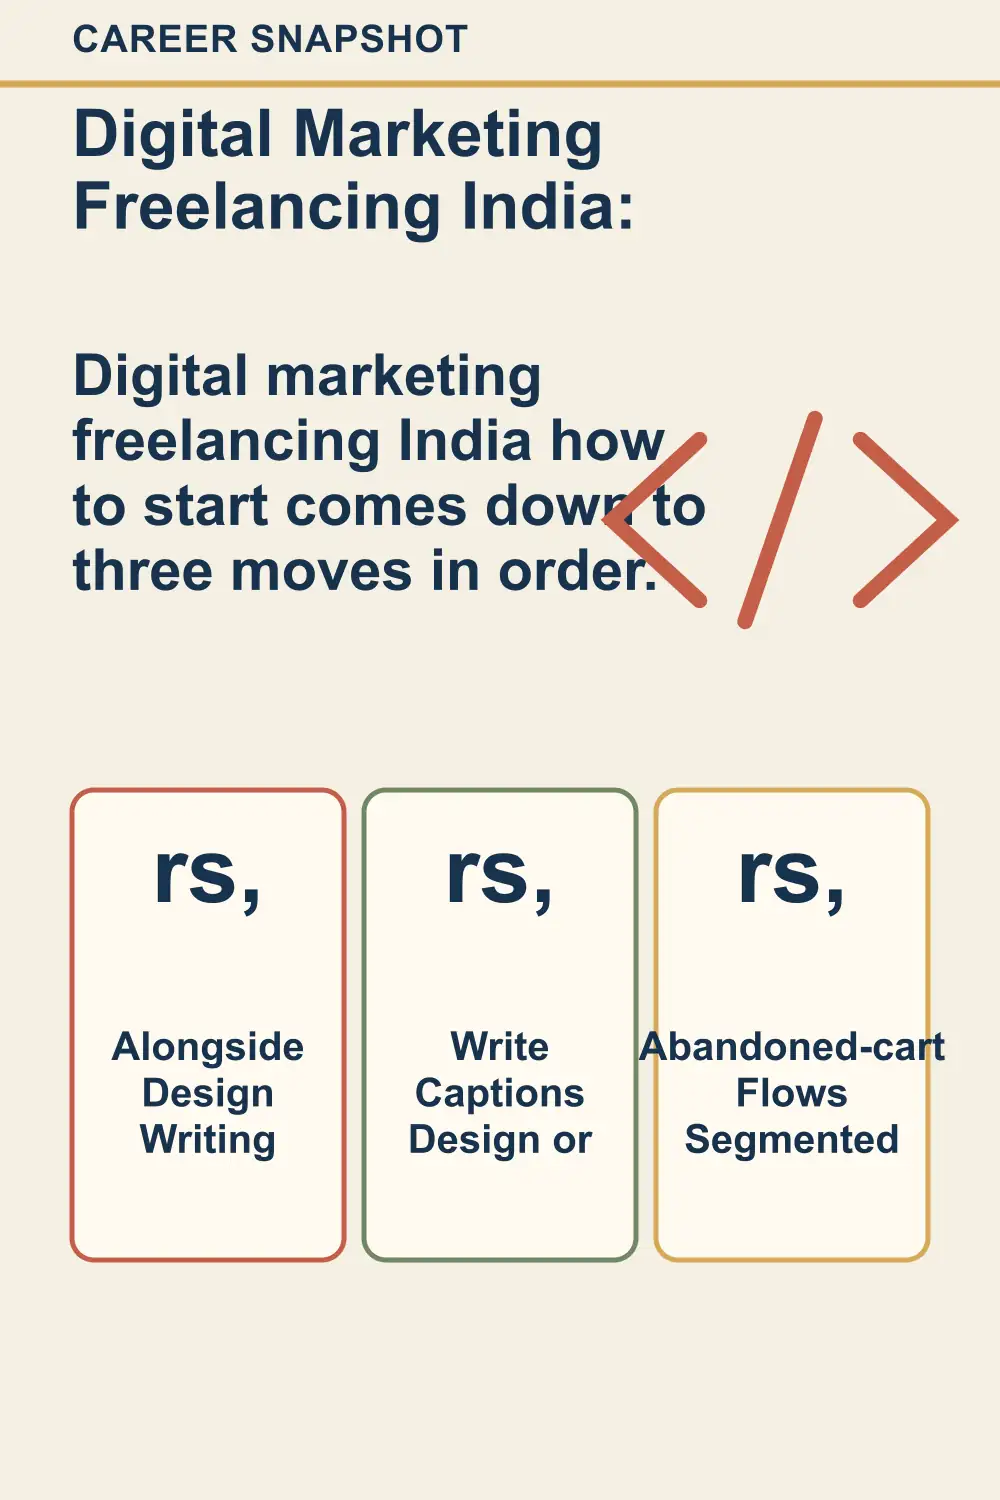 CAREER SNAPSHOT
Digital Marketing
Freelancing India:
Digital marketing
freelancing India how
to start comes down to
three moves in order.
</>
rs,
Alongside
Design
Writing
rs,
Write
Captions
Design or
rs,
Abandoned-cart
Flows
Segmented